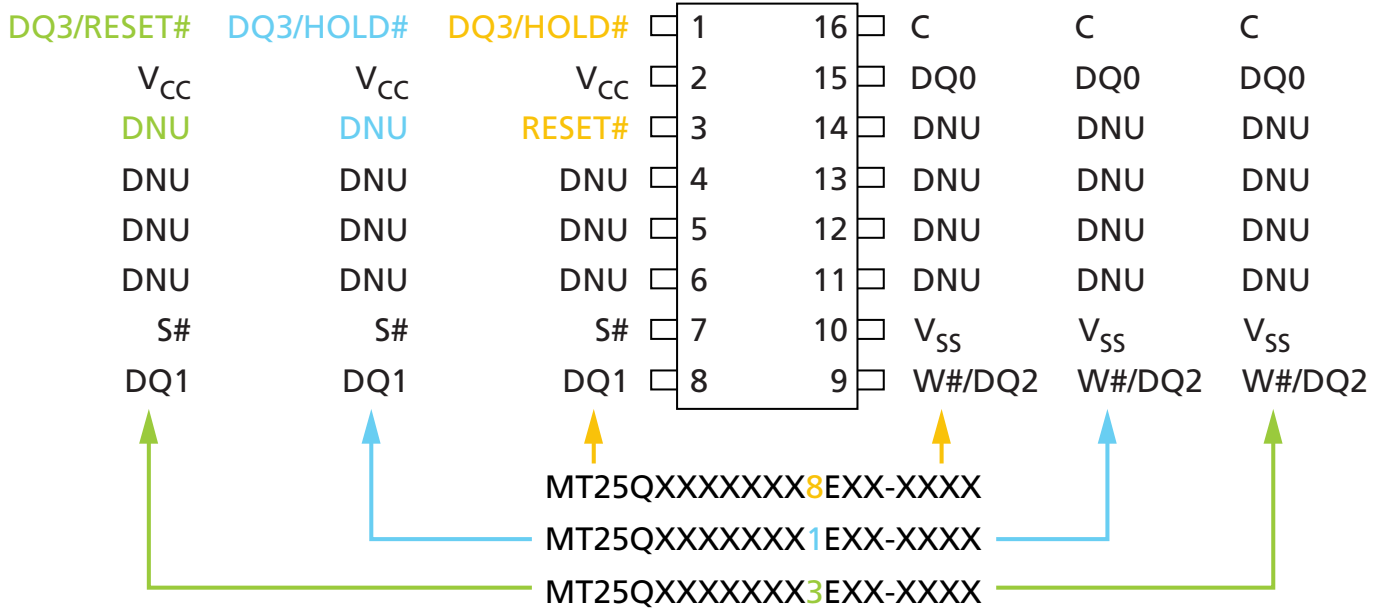 DQ3/RESET# DQ3/HOLD# DQ3/HOLD# 1 16 C C C
VCC VCC VCC 2 15 DQ0 DQ0 DQ0
DNU DNU RESET# 3 14 DNU DNU DNU
DNU DNU DNU 4 13 DNU DNU DNU
DNU DNU DNU 5 12 DNU DNU DNU
DNU DNU DNU 6 11 DNU DNU DNU
S# S# S# 7 10 VSS VSS VSS
DQ1 DQ1 DQ1 8 9 W#/DQ2 W#/DQ2 W#/DQ2
MT25QXXXXXXX8EXX-XXXX
MT25QXXXXXXX1EXX-XXXX
MT25QXXXXXXX3EXX-XXXX